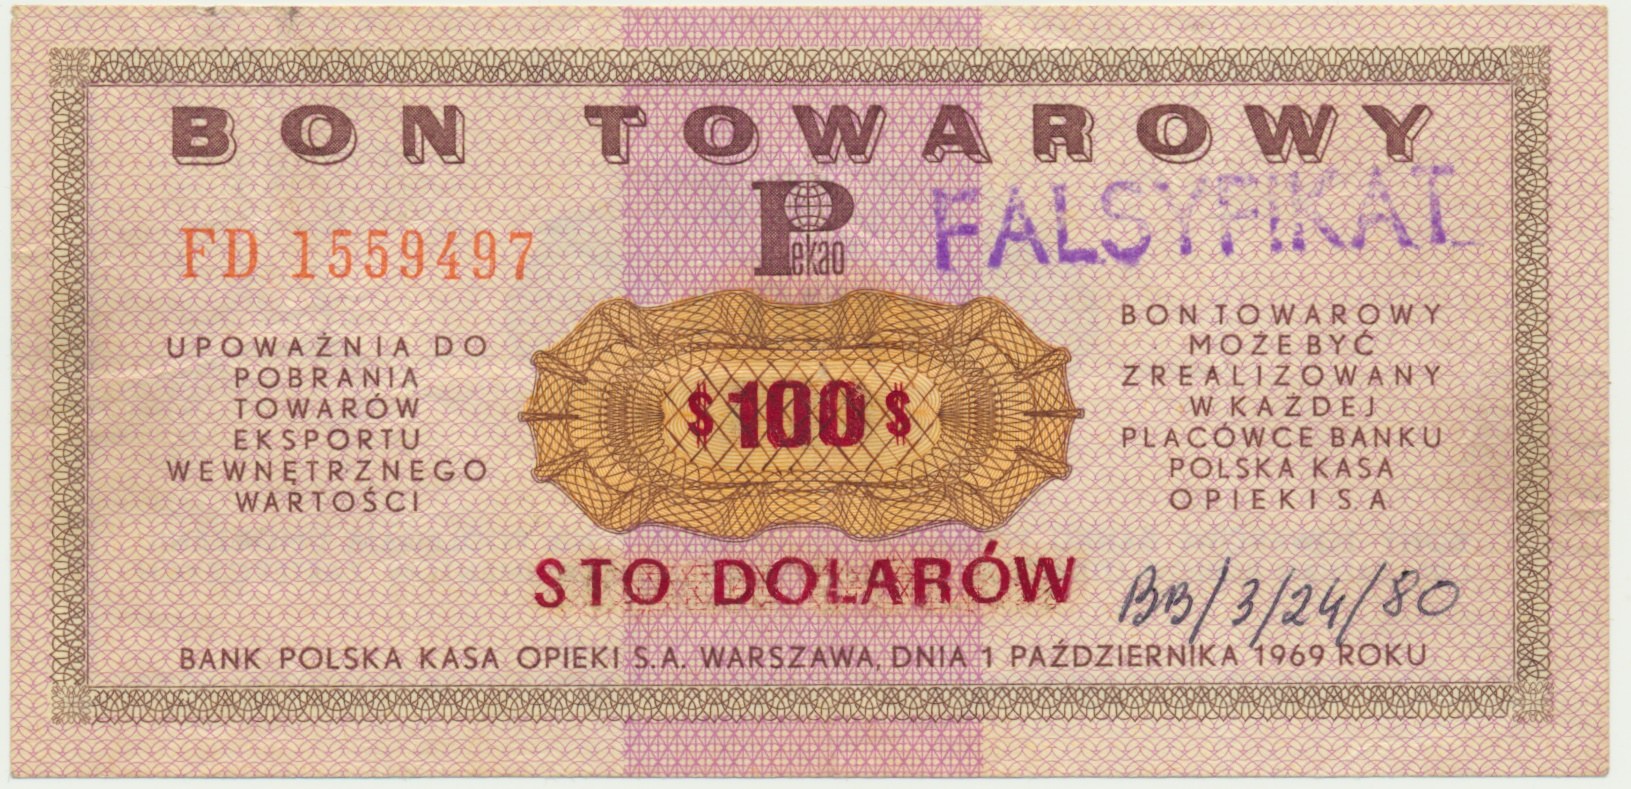 BON TOWAROWY
Pekao
FALSYFIKAT
FD 1559497
UPOWAŻNIA DO
POBRANIA
TOWARÓW
EKSPORTU
WEWNĘTRZNEGO
WARTOŚCI
$100$
BON TOWAROWY
MOŻE BYĆ
ZREALIZOWANY
W KAŻDEJ
PLACÓWCE BANKU
POLSKA KASA
OPIEKI S A
STO DOLARÓW
BB/3/24/80
BANK POLSKA KASA OPIEKI S.A. WARSZAWA, DNIA 1 PAŹDZIERNIKA 1969 ROKU